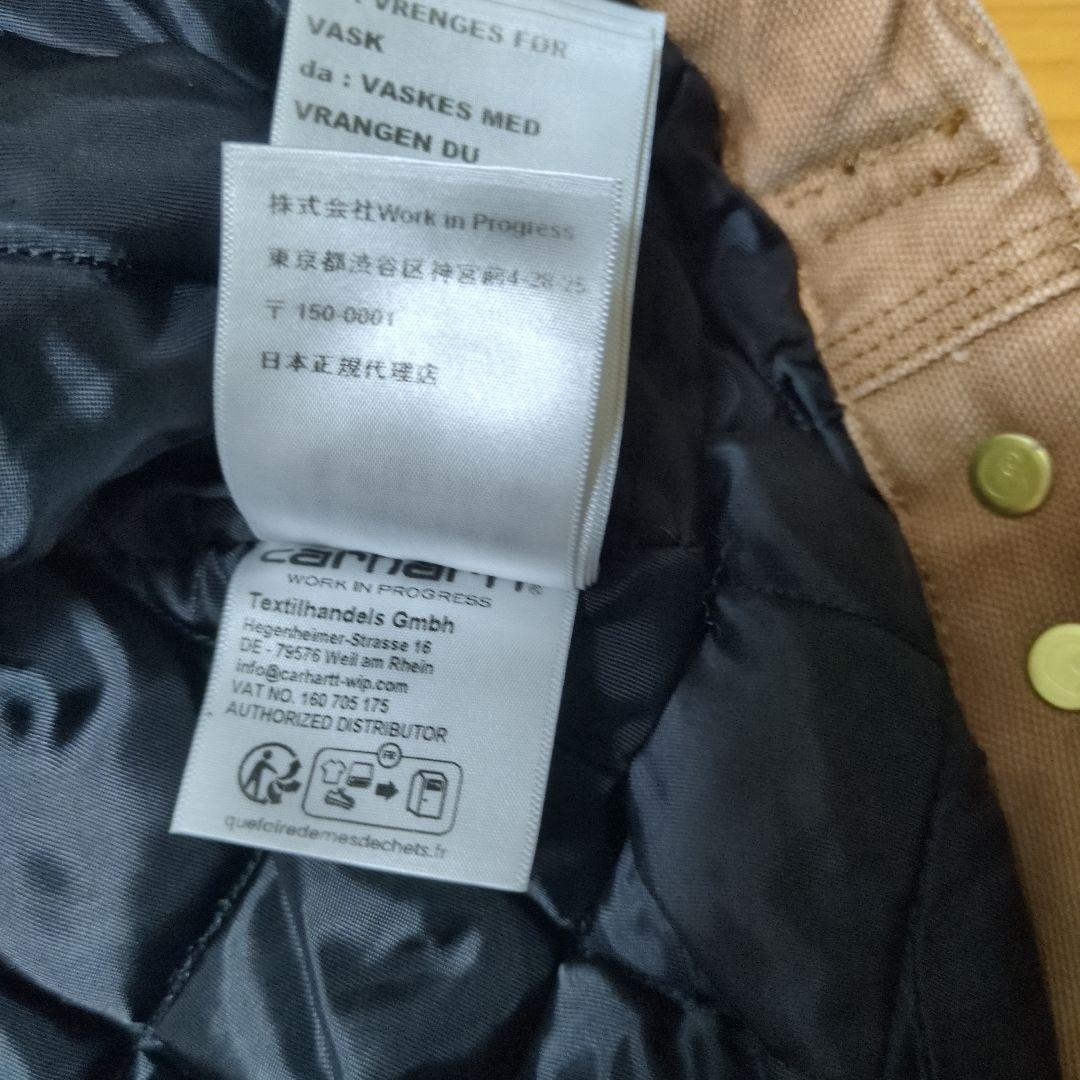 : VRENGES FØR
VASK
da : VASKES MED
VRANGEN DU
株式会社Work in Progress
東京都渋谷区神宮前4-28-25
〒 150-0001
日本正規代理店
carhartt®
WORK IN PROGRESS
Textilhandels Gmbh
Hegenheimer-Strasse 16
DE - 79576 Weil am Rhein
info@carhartt-wip.com
VAT NO. 160 705 175
AUTHORIZED DISTRIBUTOR
FR
quefairedemesdechets.fr